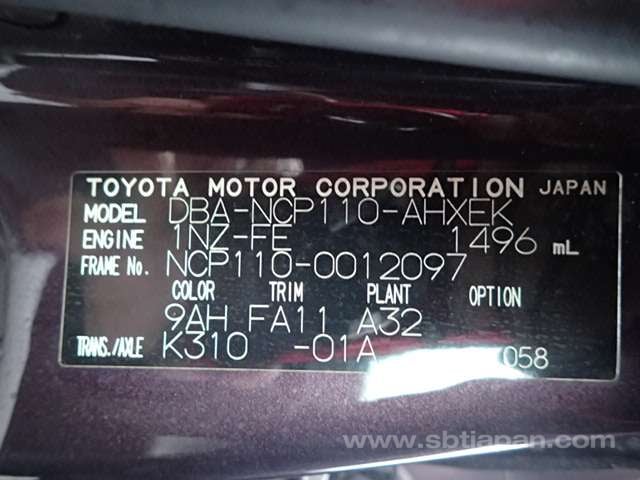 TOYOTA MOTOR CORPORATION JAPAN
MODEL DBA-NCP110-AHXEK
ENGINE 1NZ-FE 1496 mL
FRAME No. NCP110-0012097
COLOR TRIM PLANT OPTION
9AH FA11 A32
TRANS./AXLE K310 -01A 058
www.sbtjapan.com